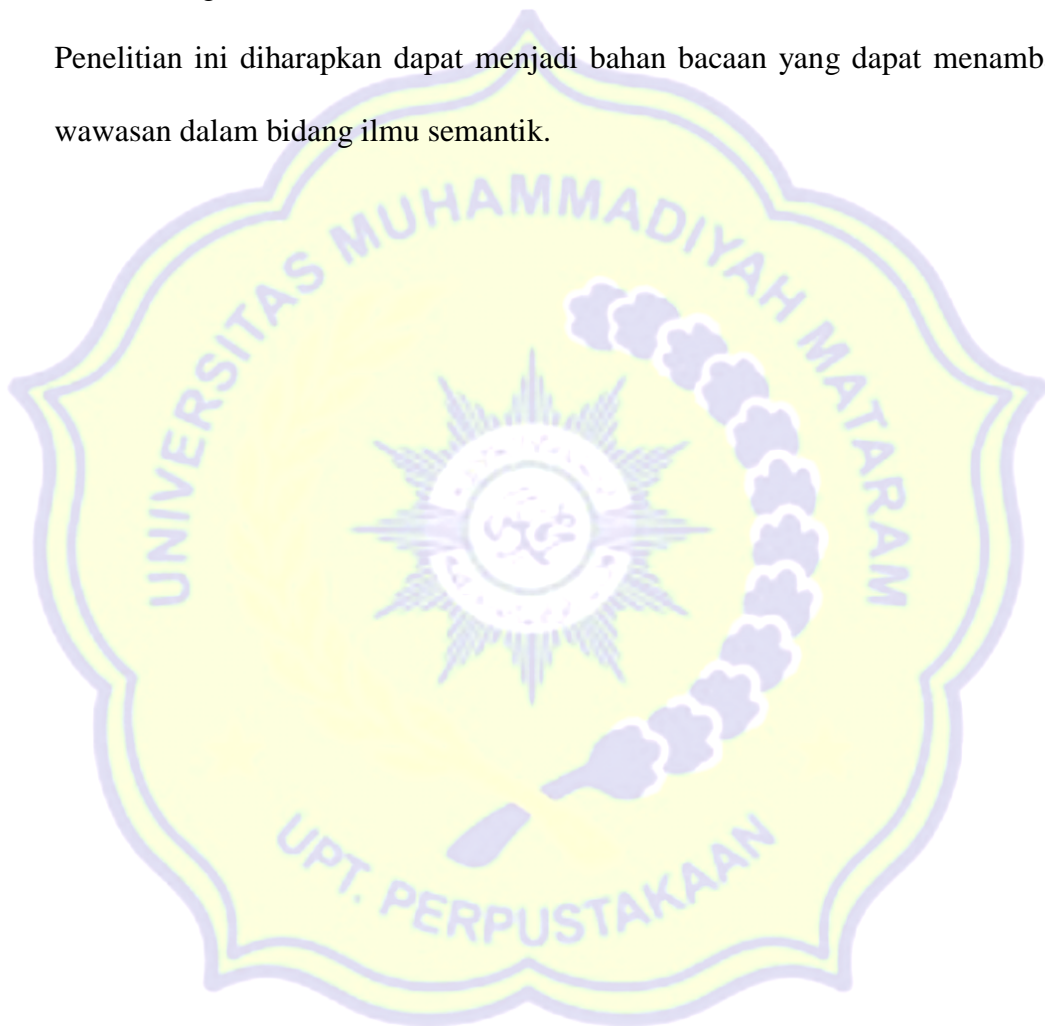 Penelitian ini diharapkan dapat menjadi bahan bacaan yang dapat menamb
wawasan dalam bidang ilmu semantik.
UNIVERSITAS MUHAMMADIYAH MATARAM
UPT. PERPUSTAKAAN